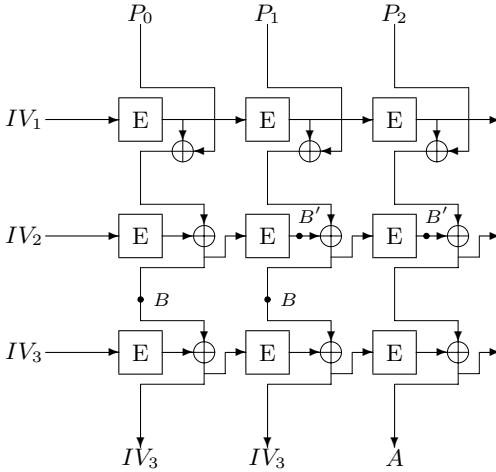 P₀ P₁ P₂
IV₁ E E E
IV₂ E E B′ E B′
B B
IV₃ E E E
IV₃ IV₃ A